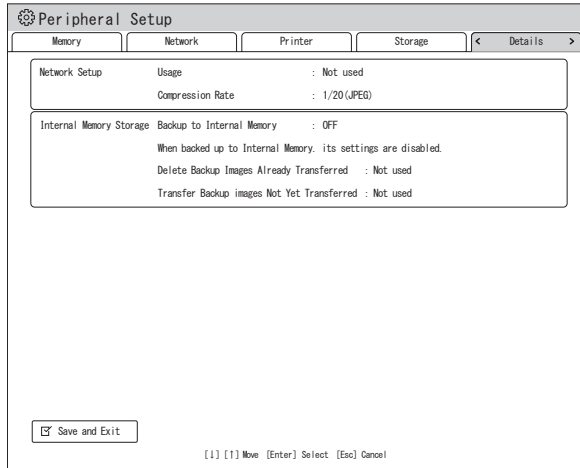 Peripheral Setup
Memory Network Printer Storage < Details >
Network Setup Usage : Not used
Compression Rate : 1/20(JPEG)
Internal Memory Storage Backup to Internal Memory : OFF
When backed up to Internal Memory. its settings are disabled.
Delete Backup Images Already Transferred : Not used
Transfer Backup images Not Yet Transferred : Not used
Save and Exit
[↓] [↑] Move [Enter] Select [Esc] Cancel